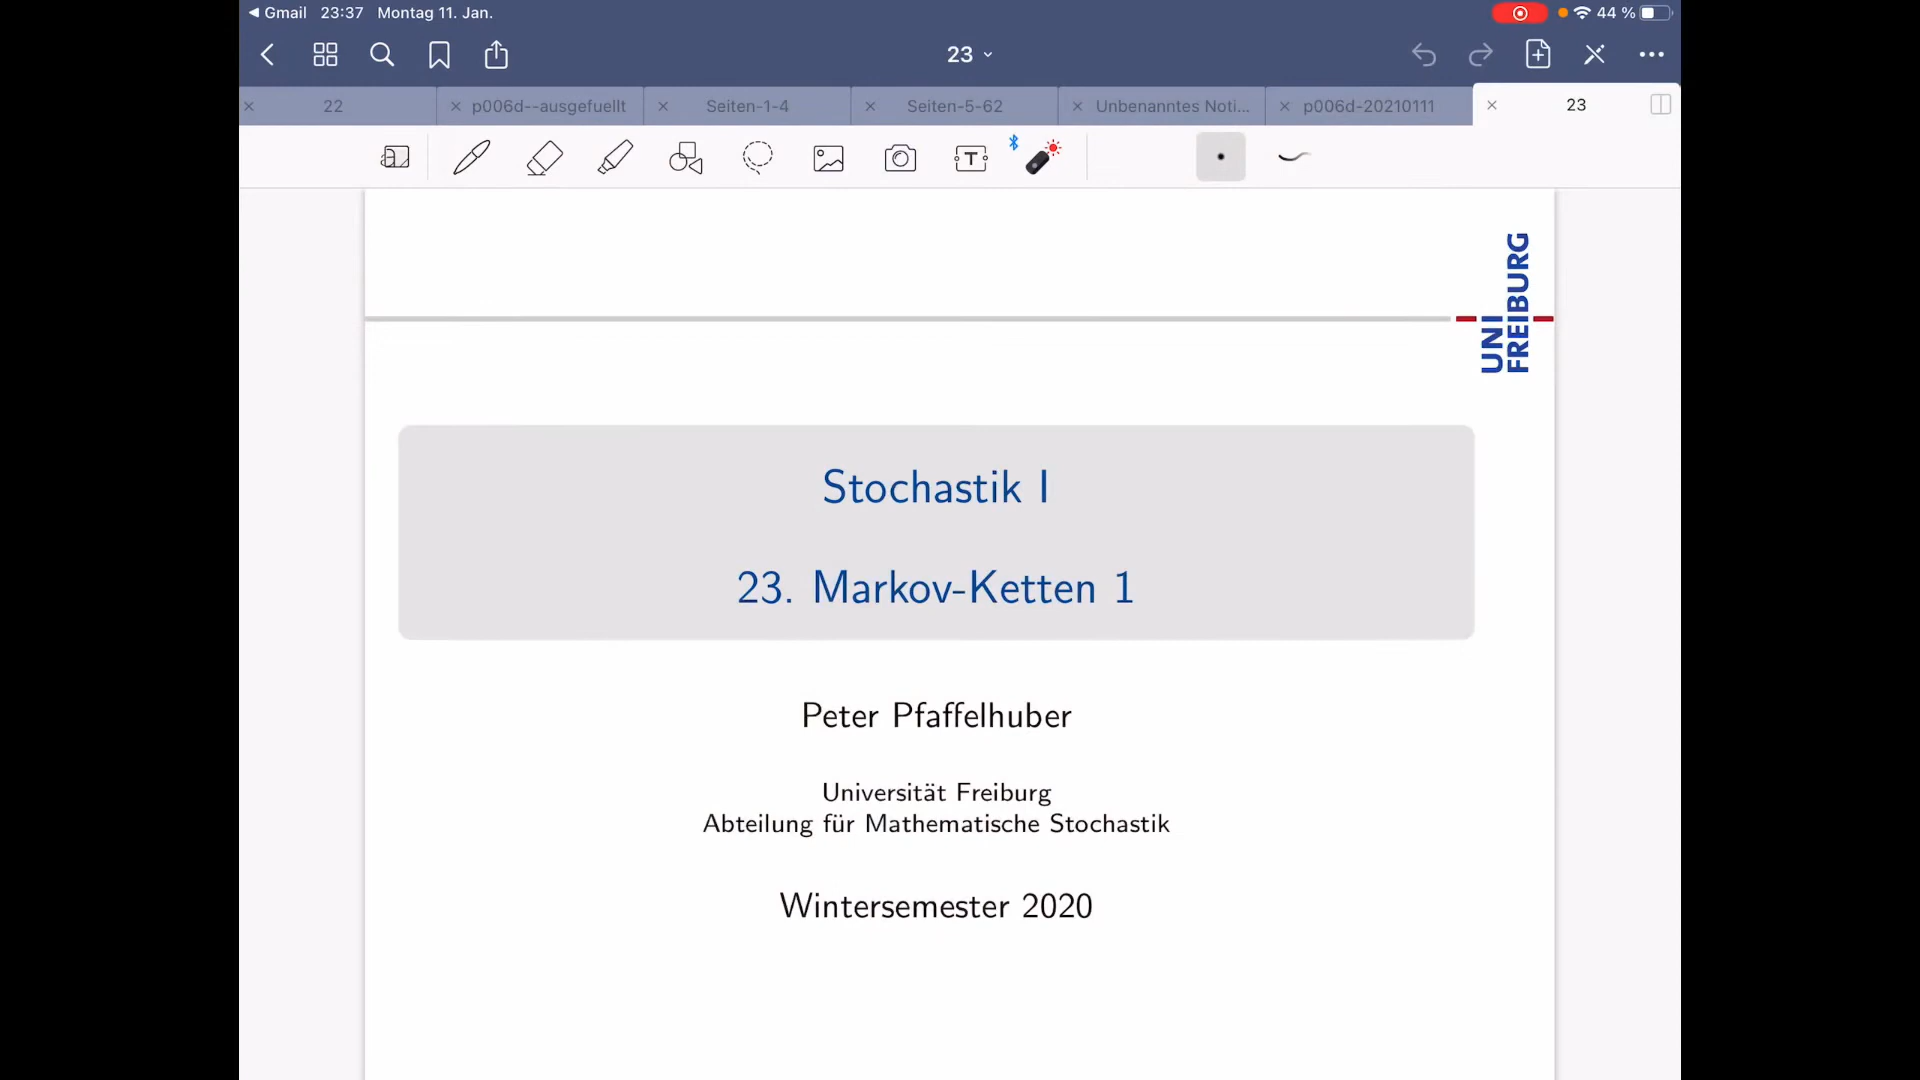 ◀ Gmail 23:37 Montag 11. Jan. 44 %
23
22 p006d--ausgefuellt Seiten-1-4 Seiten-5-62 Unbenanntes Noti... p006d-20210111 23
T
UNI
FREIBURG
Stochastik I
23. Markov-Ketten 1
Peter Pfaffelhuber
Universität Freiburg
Abteilung für Mathematische Stochastik
Wintersemester 2020